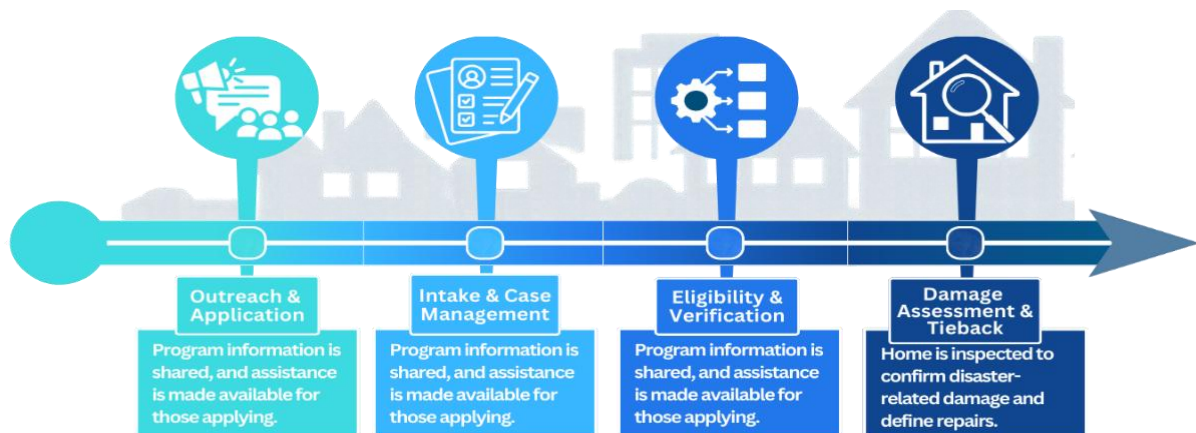 Outreach &
Application
Program information is
shared, and assistance
is made available for
those applying.
Intake & Case
Management
Program information is
shared, and assistance
is made available for
those applying.
Eligibility &
Verification
Program information is
shared, and assistance
is made available for
those applying.
Damage
Assessment &
Tieback
Home is inspected to
confirm disaster-
related damage and
define repairs.